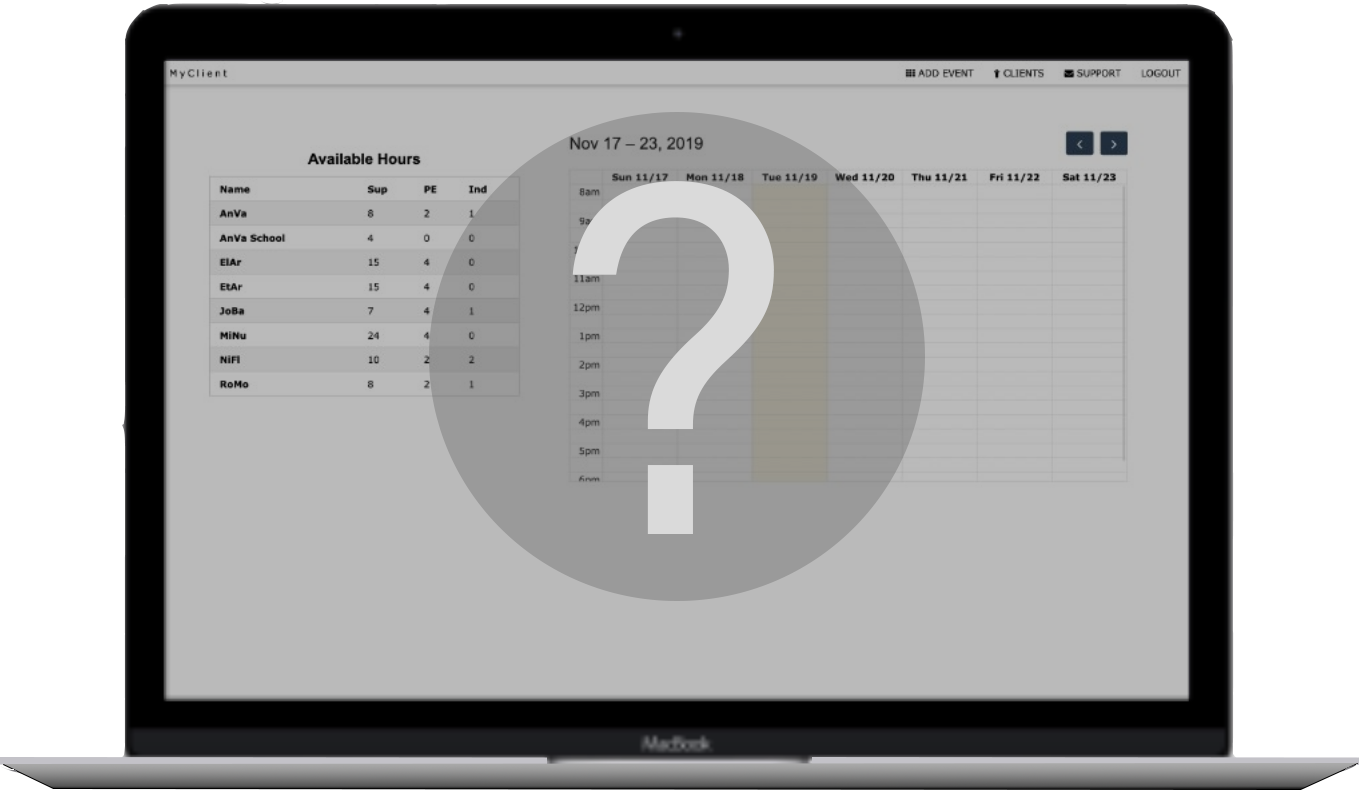 MyClient
ADD EVENT CLIENTS SUPPORT LOGOUT
Available Hours
Name Sup PE Ind
AnVa 8 2 1
AnVa School 4 0 0
ElAr 15 4 0
EtAr 15 4 0
JoBa 7 4 1
MiNu 24 4 0
NiFl 10 2 2
RoMo 8 2 1
Nov 17 – 23, 2019
< >
Sun 11/17 Mon 11/18 Tue 11/19 Wed 11/20 Thu 11/21 Fri 11/22 Sat 11/23
8am
11am
12pm
1pm
2pm
3pm
4pm
5pm
6pm
?
MacBook